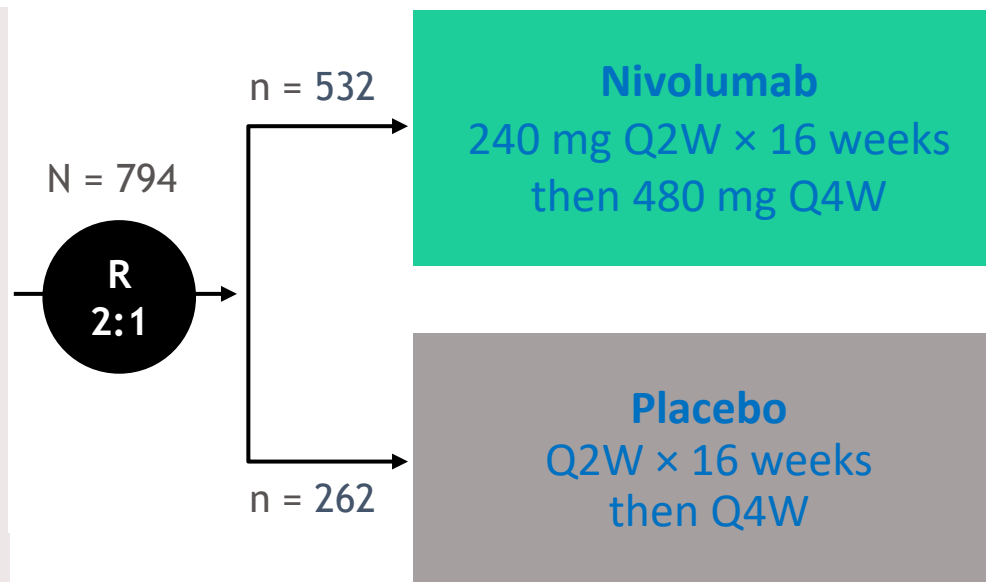 N = 794
R
2:1
n = 532
Nivolumab
240 mg Q2W × 16 weeks
then 480 mg Q4W
n = 262
Placebo
Q2W × 16 weeks
then Q4W